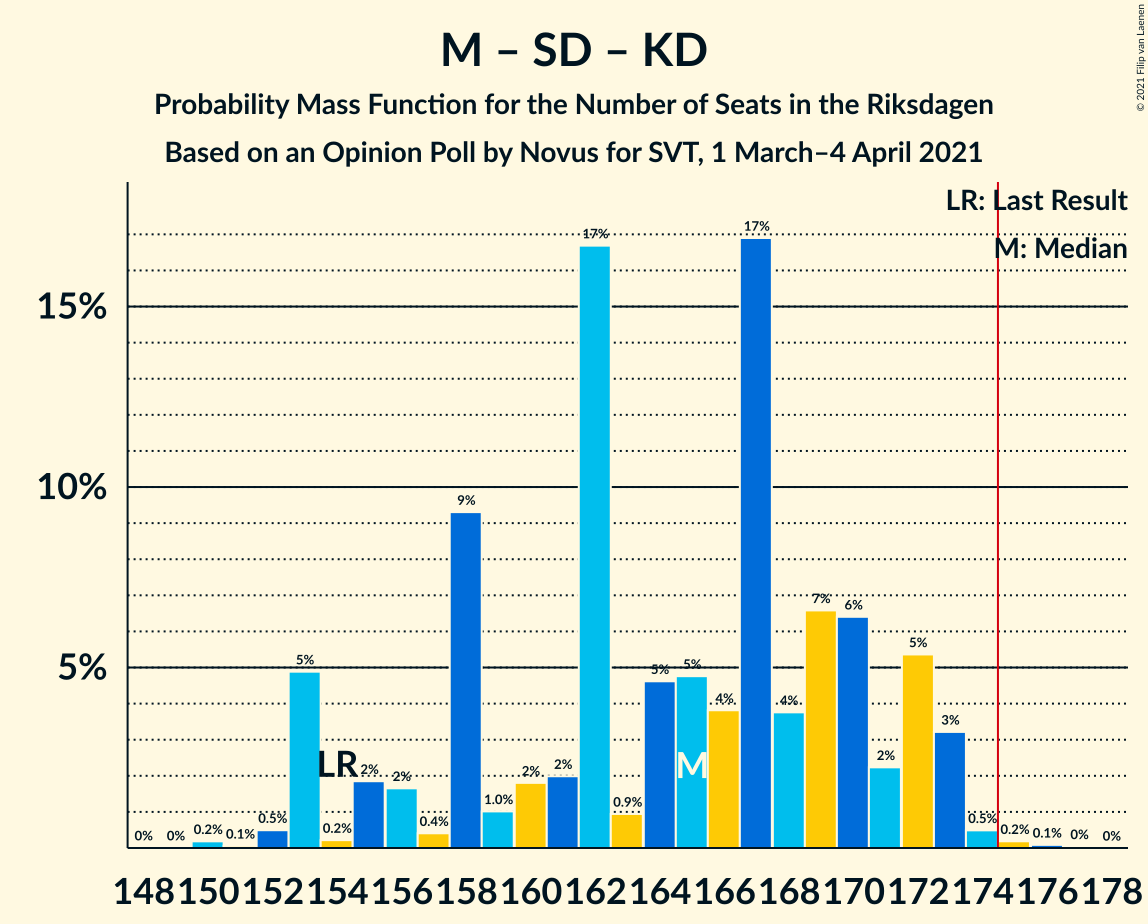 M – SD – KD
Probability Mass Function for the Number of Seats in the Riksdagen
Based on an Opinion Poll by Novus for SVT, 1 March–4 April 2021
© 2021 Filip van Laenen
LR: Last Result
M: Median
15%
10%
5%
0% 0% 0.2% 0.1% 0.5% 5% 0.2% 2% 2% 0.4% 9% 1.0% 2% 2% 17% 0.9% 5% 5% 4% 17% 4% 7% 6% 2% 5% 3% 0.5% 0.2% 0.1% 0% 0%
LR M
148 150 152 154 156 158 160 162 164 166 168 170 172 174 176 178